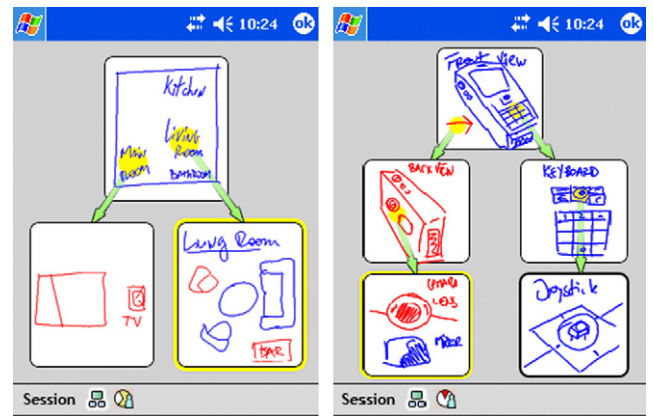 10:24 ok
Kitchen
Living
Room
Main
Room
Bathroom
Living Room
TV
BAR
Session
10:24 ok
Front View
BACK VIEW
KEYBOARD
CAMERA
LENS
MIRROR
Joystick
Session